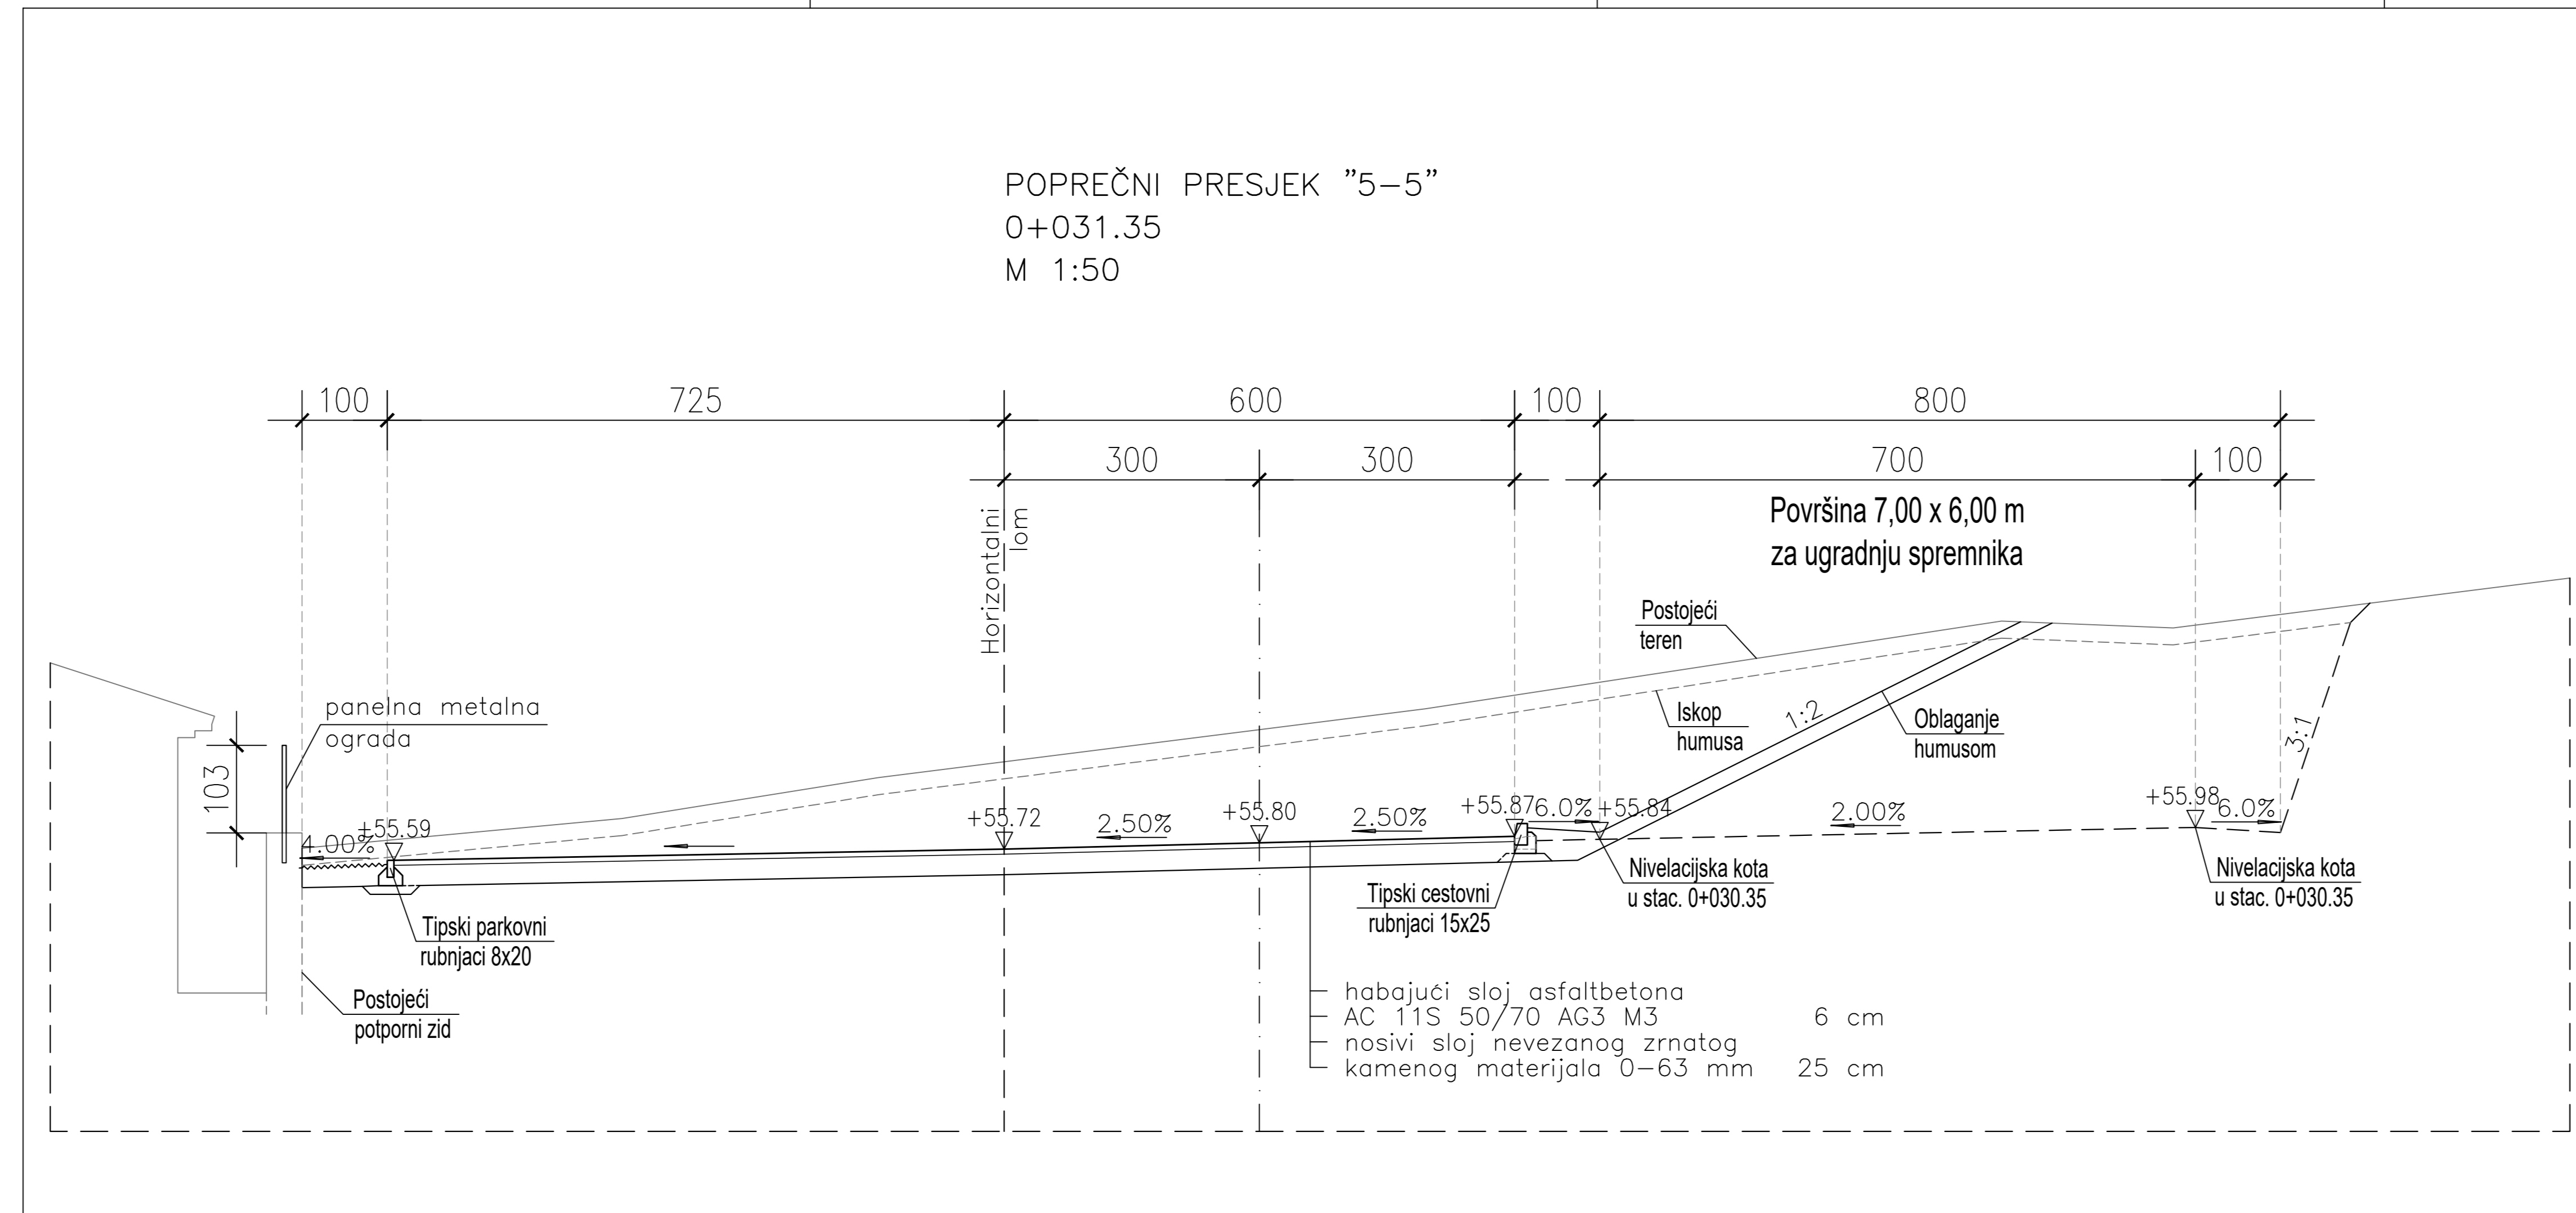 POPREČNI PRESJEK "5-5"
0+031.35
M 1:50
100
725
600
100
800
300
300
700
100
Površina 7,00 x 6,00 m
za ugradnju spremnika
Horizontalni
lom
Postojeći
teren
panelna metalna
ograda
103
Iskop
humusa
1:2
Oblaganje
humusom
3:1
4.00%
+55.59
+55.72
2.50%
+55.80
2.50%
+55.87
6.0%
+55.84
2.00%
+55.98
6.0%
Nivelacijska kota
u stac. 0+030.35
Nivelacijska kota
u stac. 0+030.35
Tipski cestovni
rubnjaci 15x25
Tipski parkovni
rubnjaci 8x20
Postojeći
potporni zid
habajući sloj asfaltbetona
AC 11S 50/70 AG3 M3 6 cm
nosivi sloj nevezanog zrnatog
kamenog materijala 0-63 mm 25 cm